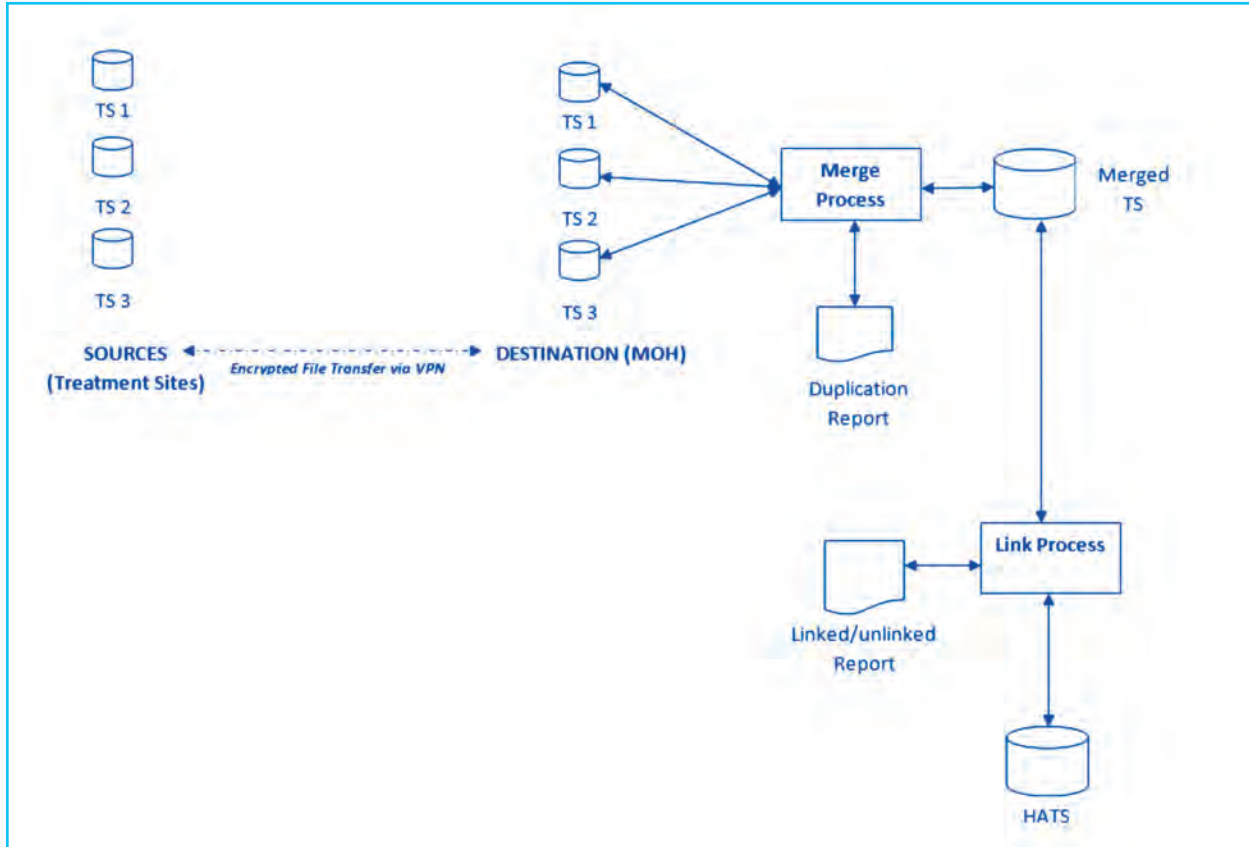 TS 1
TS 2
TS 3
SOURCES
(Treatment Sites)
Encrypted File Transfer via VPN
TS 1
TS 2
TS 3
DESTINATION (MOH)
Merge
Process
Merged
TS
Duplication
Report
Link Process
Linked/unlinked
Report
HATS